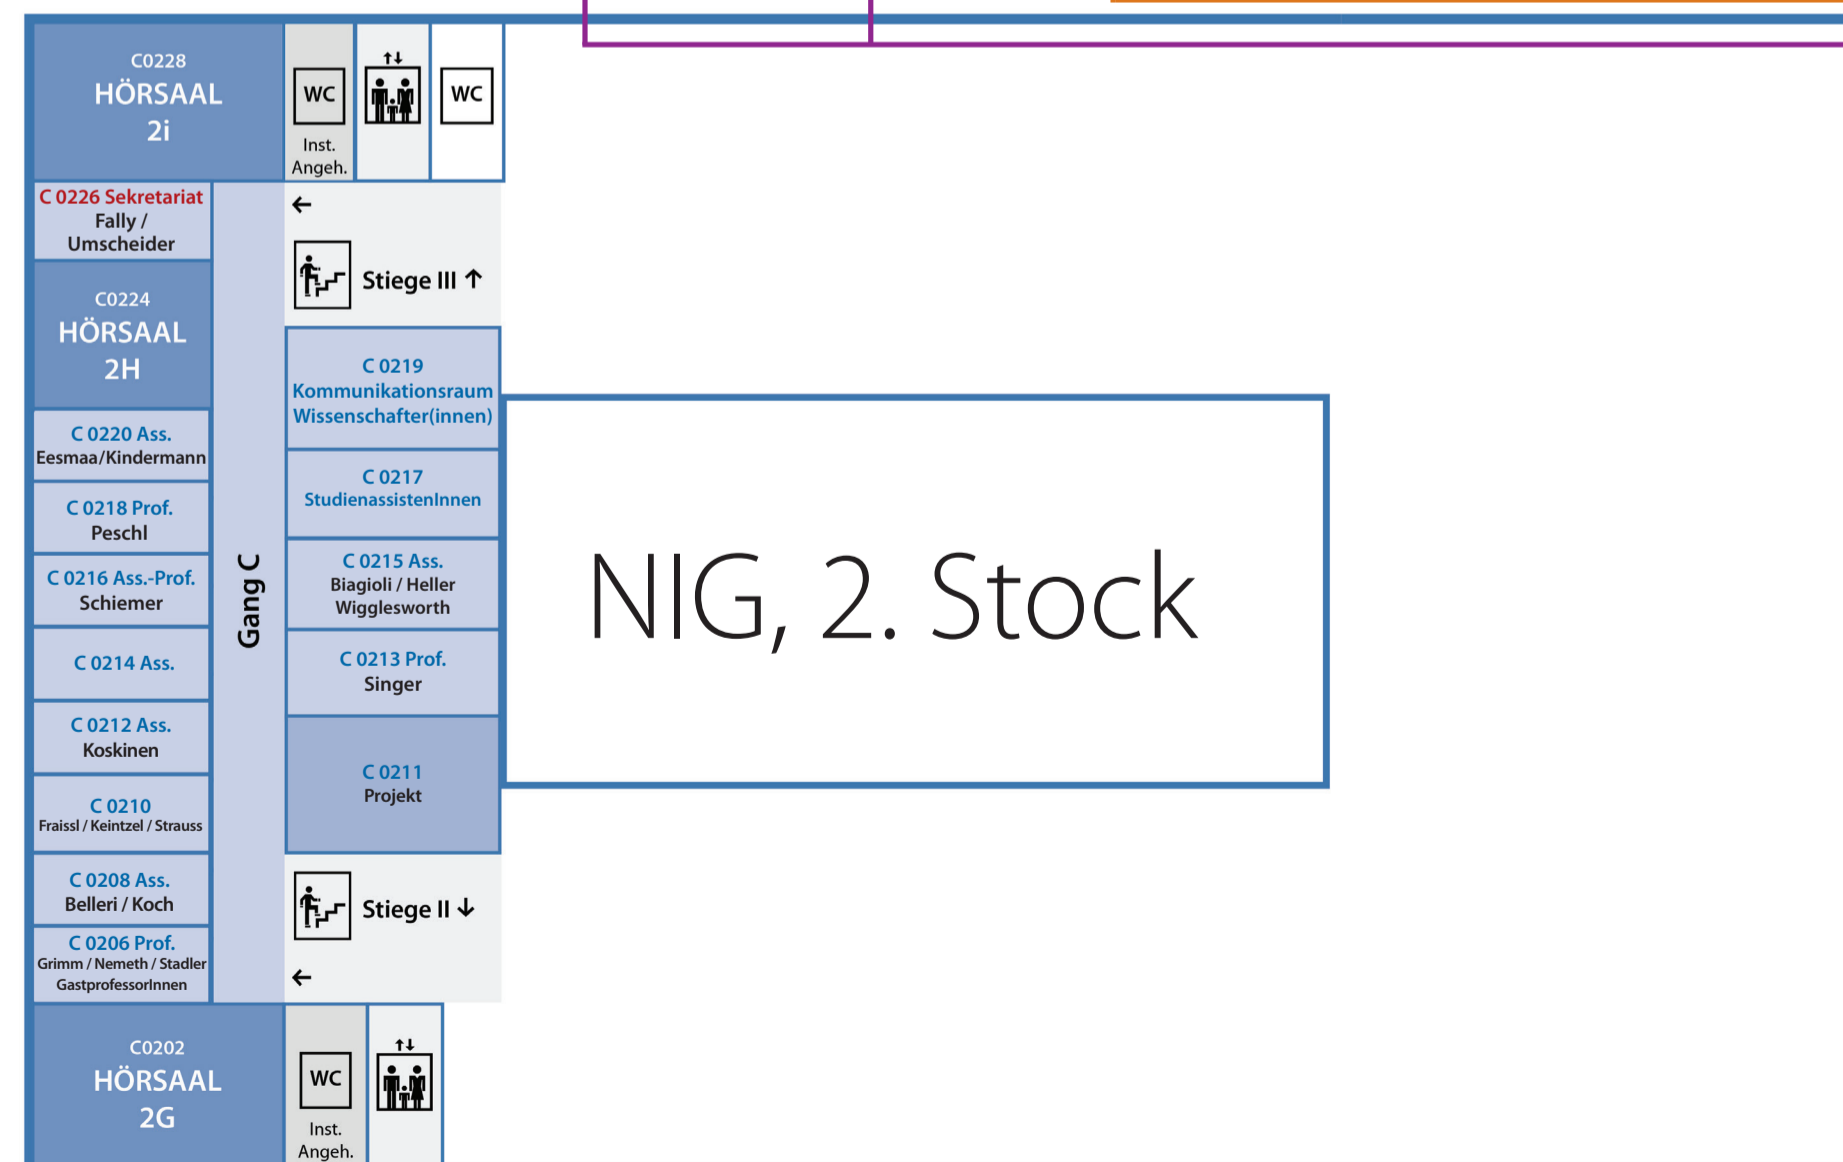 C0228
HÖRSAAL
2i
WC
Inst.
Angeh.
WC
C 0226 Sekretariat
Fally /
Umscheider
Stiege III ↑
C0224
HÖRSAAL
2H
C 0220 Ass.
Eesmaa/Kindermann
C 0218 Prof.
Peschl
C 0216 Ass.-Prof.
Schiemer
C 0214 Ass.
C 0212 Ass.
Koskinen
C 0210
Fraissl / Keintzel / Strauss
C 0208 Ass.
Belleri / Koch
C 0206 Prof.
Grimm / Nemeth / Stadler
GastprofessorInnen
Gang C
C 0219
Kommunikationsraum
Wissenschafter(innen)
C 0217
StudienassistenInnen
C 0215 Ass.
Biagioli / Heller
Wigglesworth
C 0213 Prof.
Singer
C 0211
Projekt
Stiege II ↓
NIG, 2. Stock
C0202
HÖRSAAL
2G
WC
Inst.
Angeh.